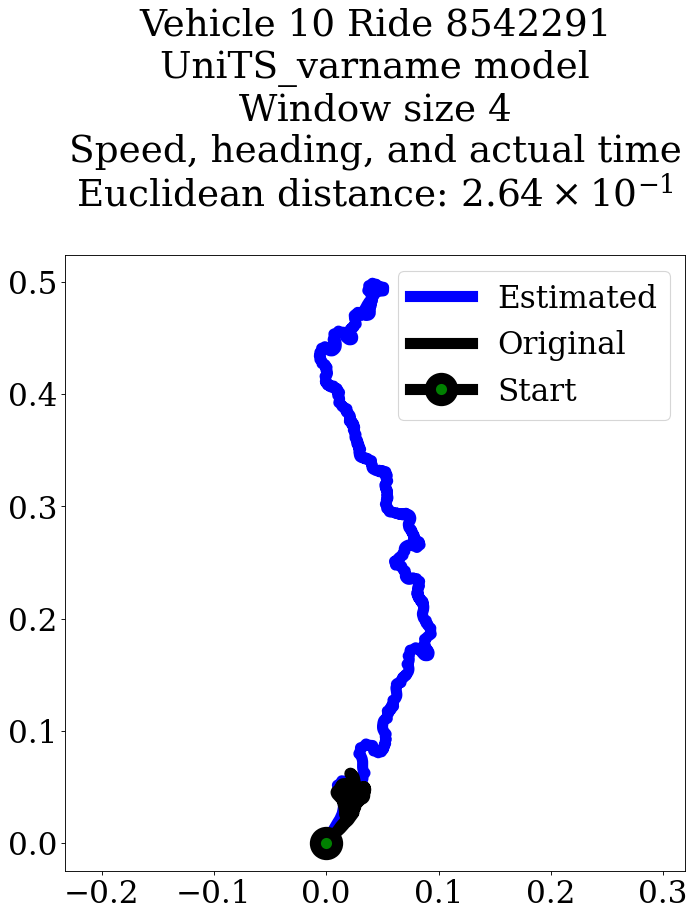 Vehicle 10 Ride 8542291
UniTS_varname model
Window size 4
Speed, heading, and actual time
Euclidean distance: 2.64 × 10⁻¹
Estimated
Original
Start
0.5
0.4
0.3
0.2
0.1
0.0
−0.2 −0.1 0.0 0.1 0.2 0.3